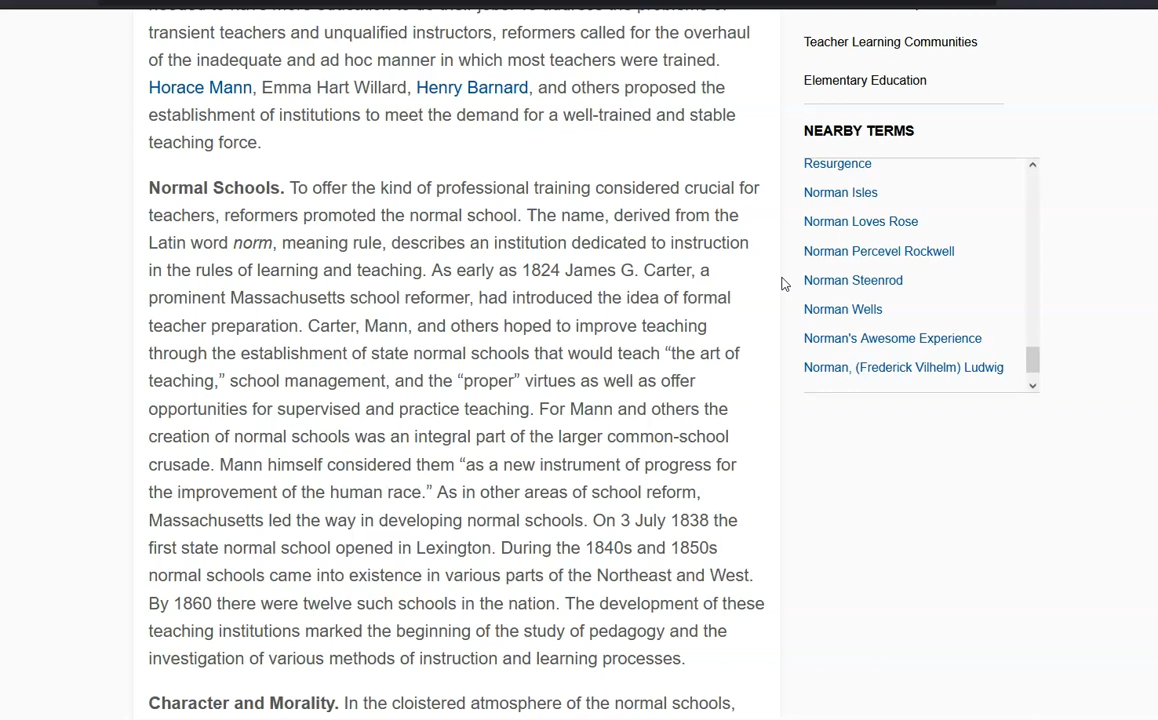 transient teachers and unqualified instructors, reformers called for the overhaul
of the inadequate and ad hoc manner in which most teachers were trained.
Horace Mann, Emma Hart Willard, Henry Barnard, and others proposed the
establishment of institutions to meet the demand for a well-trained and stable
teaching force.
Normal Schools. To offer the kind of professional training considered crucial for
teachers, reformers promoted the normal school. The name, derived from the
Latin word norm, meaning rule, describes an institution dedicated to instruction
in the rules of learning and teaching. As early as 1824 James G. Carter, a
prominent Massachusetts school reformer, had introduced the idea of formal
teacher preparation. Carter, Mann, and others hoped to improve teaching
through the establishment of state normal schools that would teach “the art of
teaching,” school management, and the “proper” virtues as well as offer
opportunities for supervised and practice teaching. For Mann and others the
creation of normal schools was an integral part of the larger common-school
crusade. Mann himself considered them “as a new instrument of progress for
the improvement of the human race.” As in other areas of school reform,
Massachusetts led the way in developing normal schools. On 3 July 1838 the
first state normal school opened in Lexington. During the 1840s and 1850s
normal schools came into existence in various parts of the Northeast and West.
By 1860 there were twelve such schools in the nation. The development of these
teaching institutions marked the beginning of the study of pedagogy and the
investigation of various methods of instruction and learning processes.
Character and Morality. In the cloistered atmosphere of the normal schools,
Teacher Learning Communities
Elementary Education
NEARBY TERMS
Resurgence
Norman Isles
Norman Loves Rose
Norman Percevel Rockwell
Norman Steenrod
Norman Wells
Norman's Awesome Experience
Norman, (Frederick Vilhelm) Ludwig